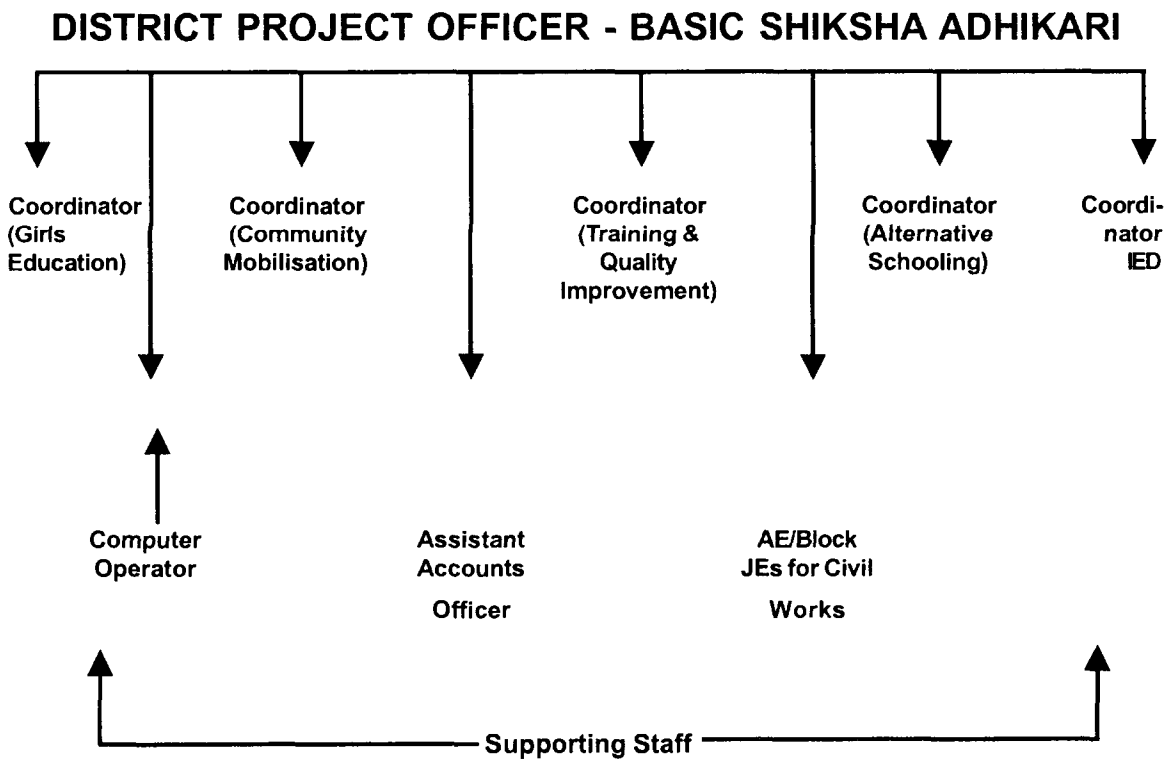 DISTRICT PROJECT OFFICER - BASIC SHIKSHA ADHIKARI
Coordinator
(Girls
Education)
Coordinator
(Community
Mobilisation)
Coordinator
(Training &
Quality
Improvement)
Coordinator
(Alternative
Schooling)
Coordi-
nator
IED
Computer
Operator
Assistant
Accounts
Officer
AE/Block
JEs for Civil
Works
Supporting Staff